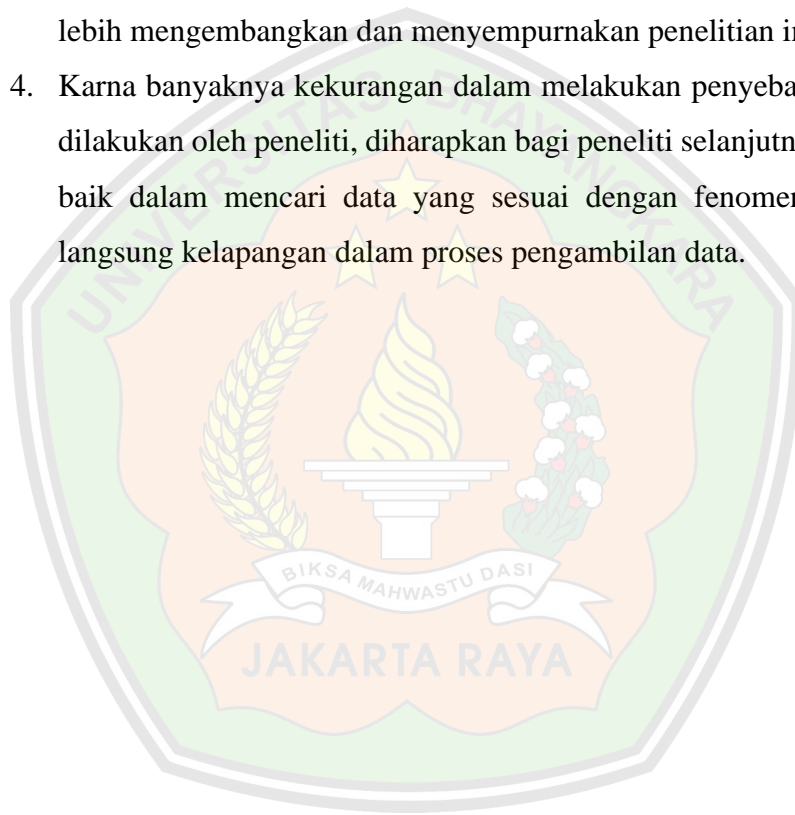 lebih mengembangkan dan menyempurnakan penelitian in
4. Karna banyaknya kekurangan dalam melakukan penyeba
dilakukan oleh peneliti, diharapkan bagi peneliti selanjutn
baik dalam mencari data yang sesuai dengan fenomen
langsung kelapangan dalam proses pengambilan data.
UNIVERSITAS BHAYANGKARA
BIKSA MAHWASTU DASI
JAKARTA RAYA